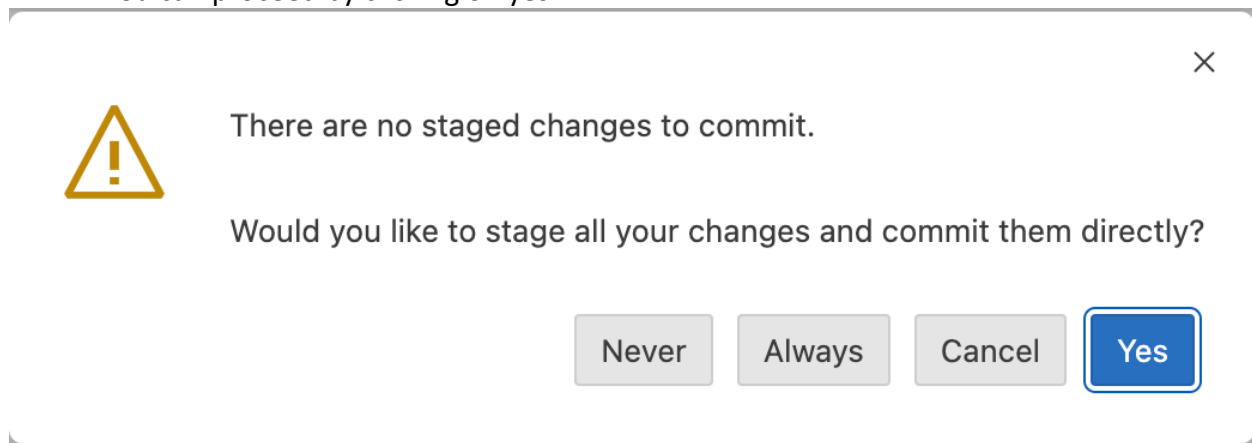 There are no staged changes to commit.
Would you like to stage all your changes and commit them directly?
Never Always Cancel Yes